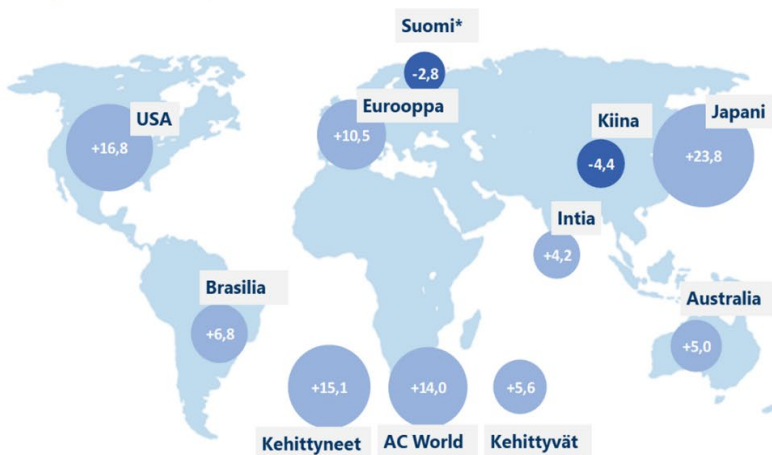 Suomi*
-2,8
USA
+16,8
Eurooppa
+10,5
Kiina
-4,4
Japani
+23,8
Intia
+4,2
Brasilia
+6,8
Australia
+5,0
+15,1
+14,0
+5,6
Kehittyneet
AC World
Kehittyvät